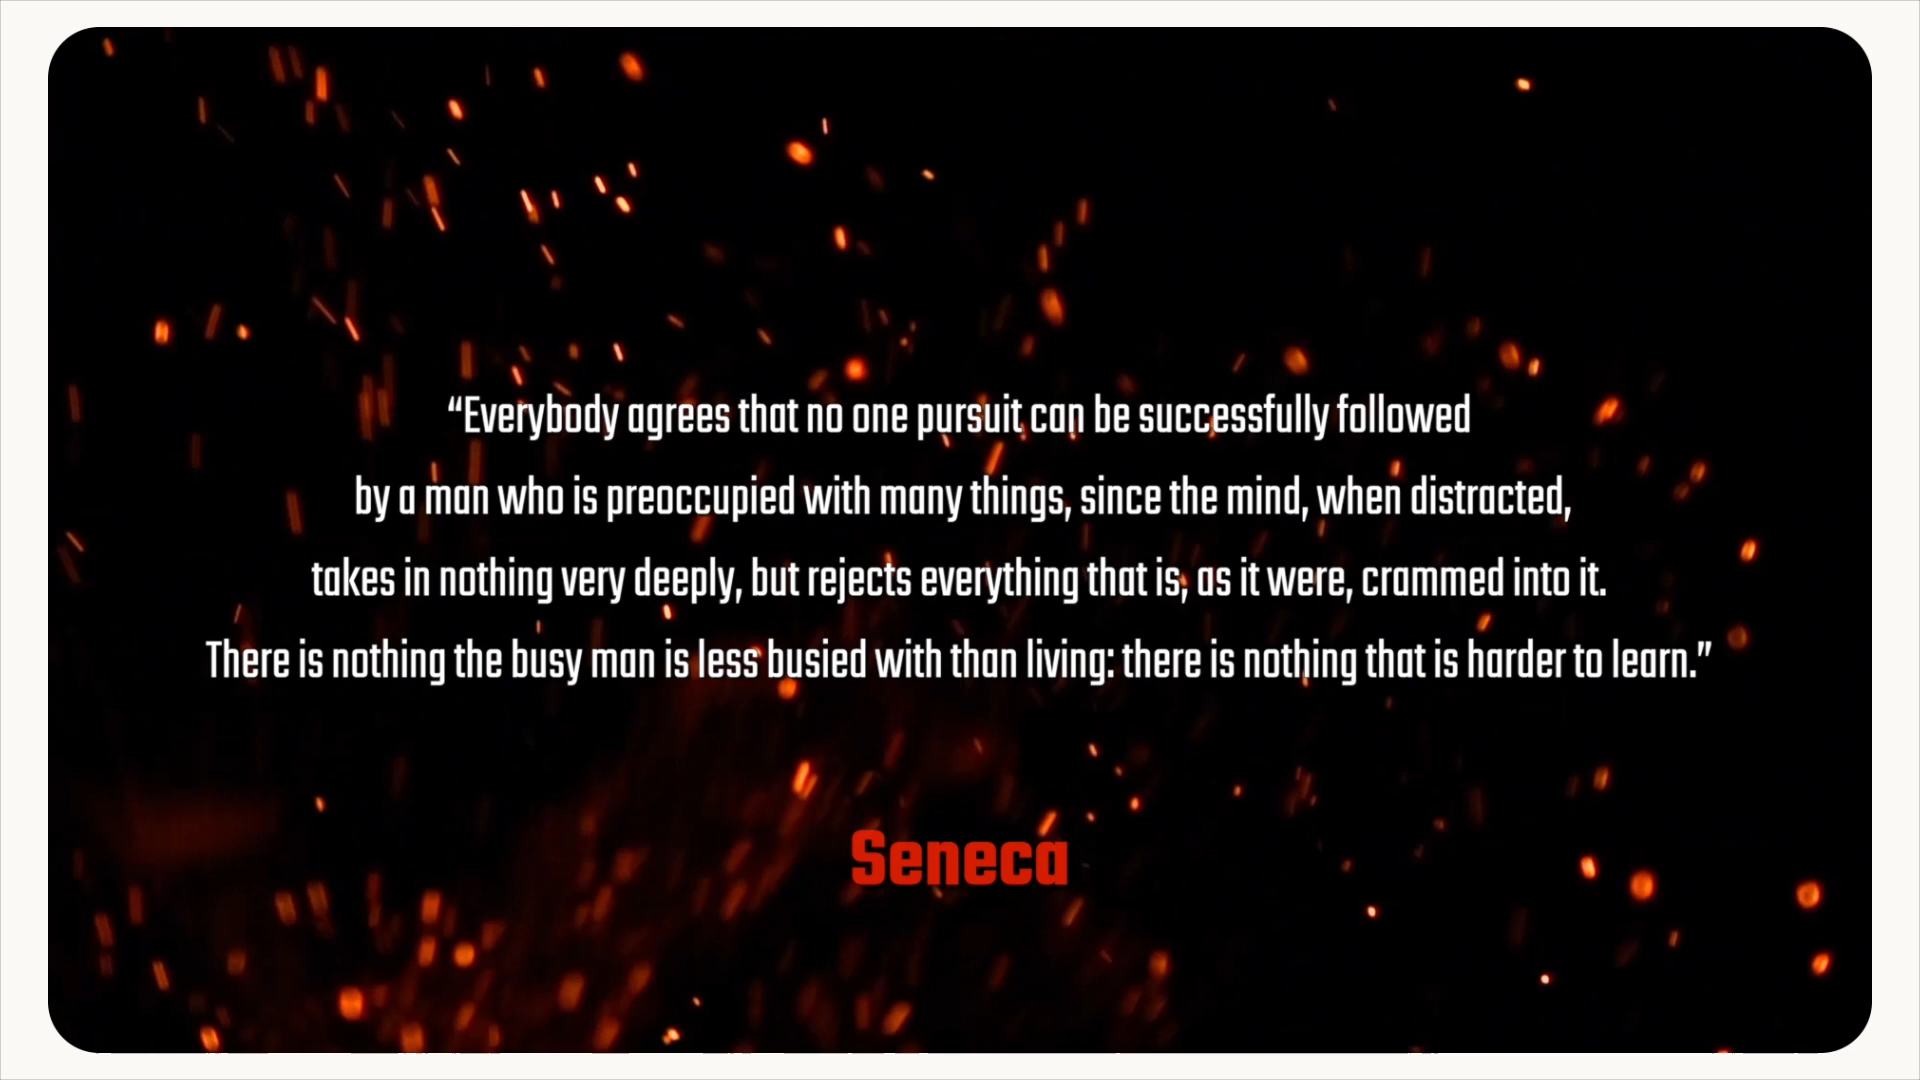 “Everybody agrees that no one pursuit can be successfully followed
by a man who is preoccupied with many things, since the mind, when distracted,
takes in nothing very deeply, but rejects everything that is, as it were, crammed into it.
There is nothing the busy man is less busied with than living: there is nothing that is harder to learn.”
Seneca